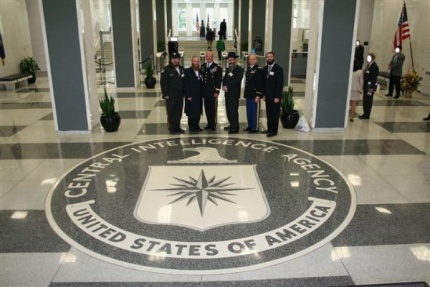 CENTRAL INTELLIGENCE AGENCY
UNITED STATES OF AMERICA